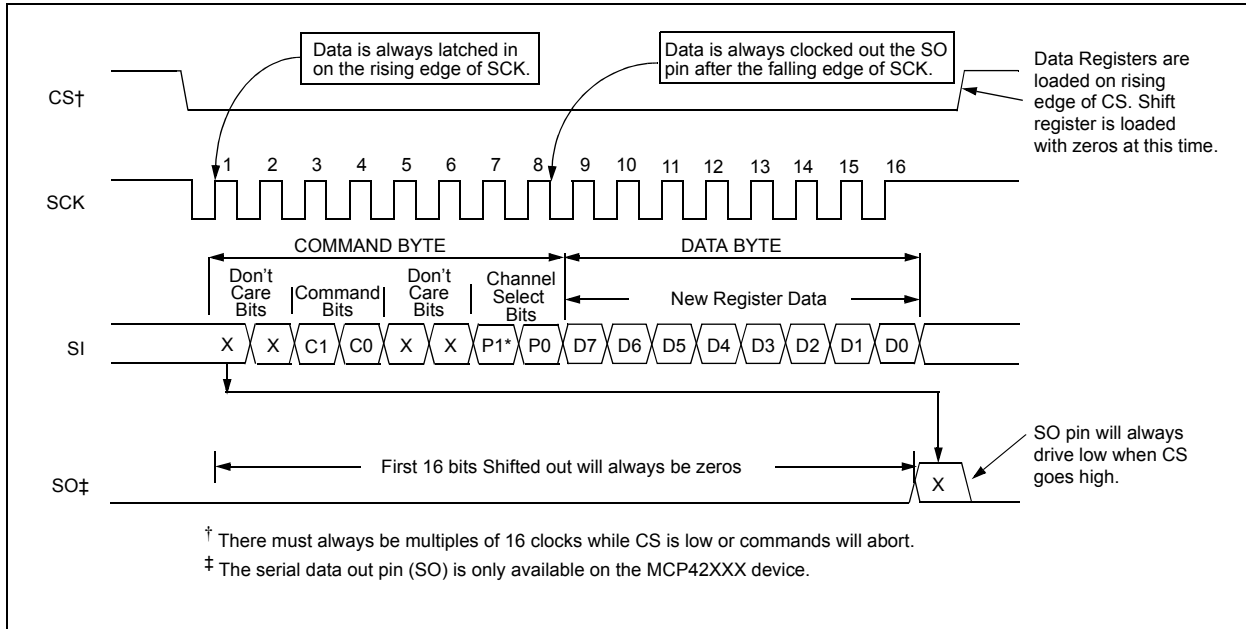 Data is always latched in
on the rising edge of SCK.
Data is always clocked out the SO
pin after the falling edge of SCK.
Data Registers are
loaded on rising
edge of CS. Shift
register is loaded
with zeros at this time.
CS†
1 2 3 4 5 6 7 8 9 10 11 12 13 14 15 16
SCK
COMMAND BYTE
DATA BYTE
Don't
Care
Bits
Command
Bits
Don't
Care
Bits
Channel
Select
Bits
New Register Data
SI
X X C1 C0 X X P1* P0 D7 D6 D5 D4 D3 D2 D1 D0
First 16 bits Shifted out will always be zeros
SO‡
X
SO pin will always
drive low when CS
goes high.
† There must always be multiples of 16 clocks while CS is low or commands will abort.
‡ The serial data out pin (SO) is only available on the MCP42XXX device.